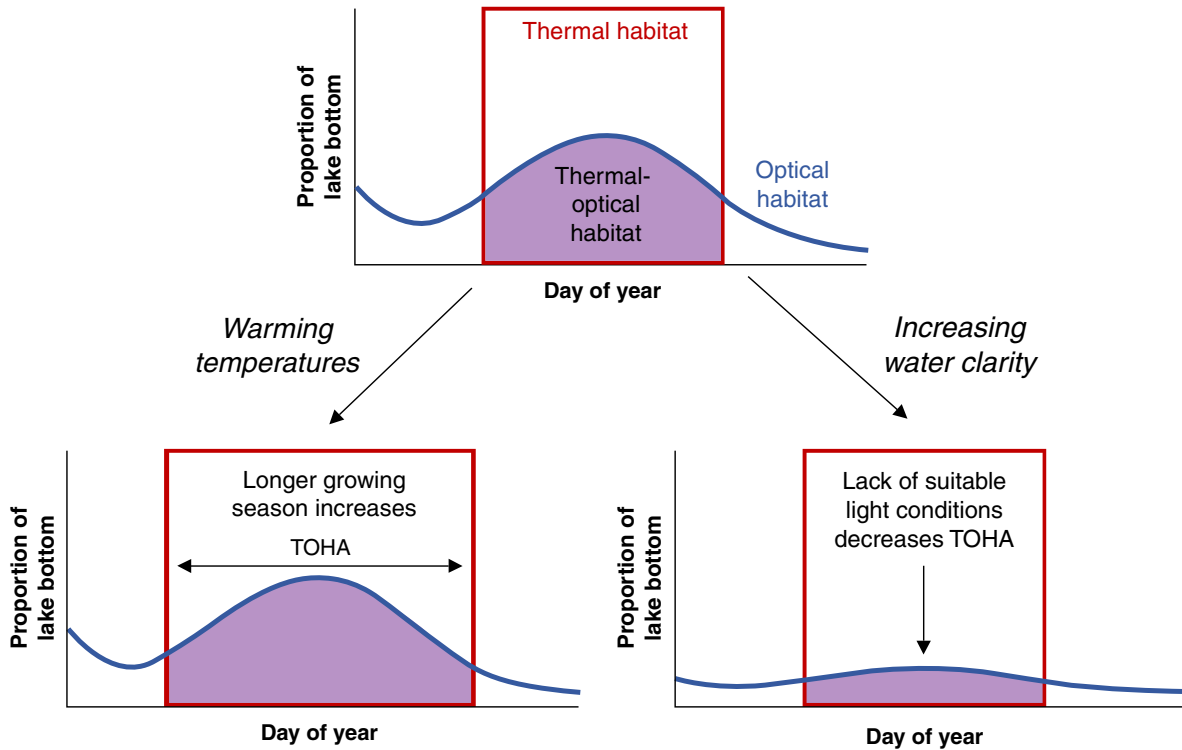 Thermal habitat
Proportion of
lake bottom
Thermal-
optical
habitat
Optical
habitat
Day of year
Warming
temperatures
Increasing
water clarity
Proportion of
lake bottom
Longer growing
season increases
TOHA
Day of year
Proportion of
lake bottom
Lack of suitable
light conditions
decreases TOHA
Day of year